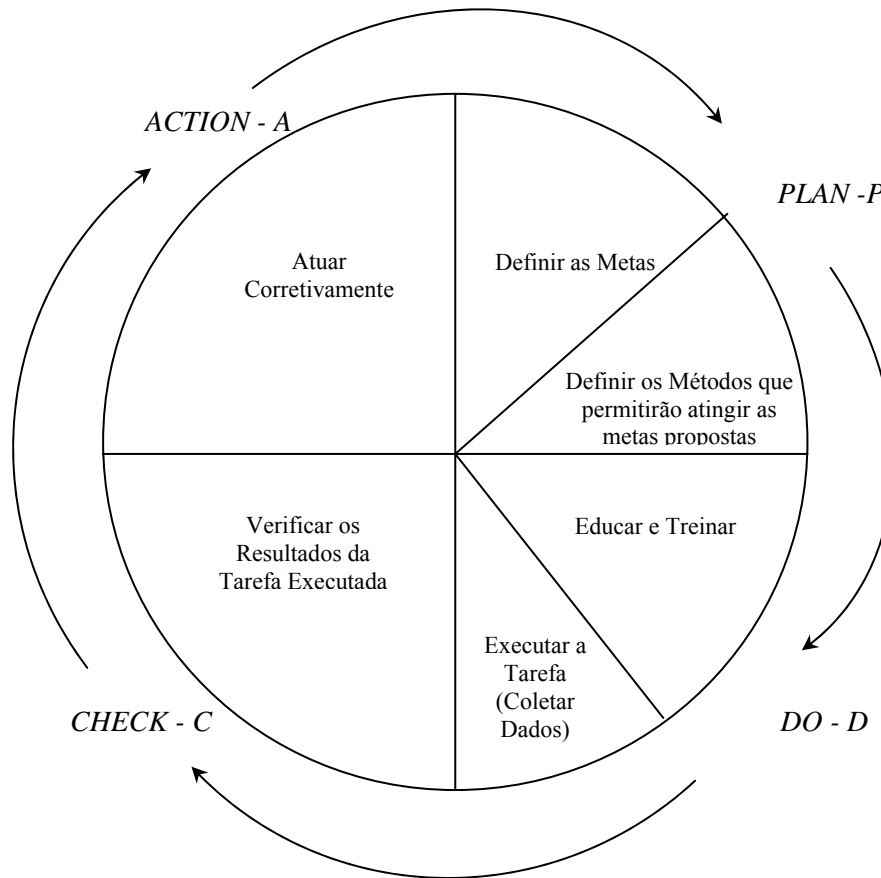 ACTION - A
PLAN -P
Atuar
Corretivamente
Definir as Metas
Definir os Métodos que
permitirão atingir as
metas propostas
Verificar os
Resultados da
Tarefa Executada
Educar e Treinar
Executar a
Tarefa
(Coletar
Dados)
CHECK - C
DO - D